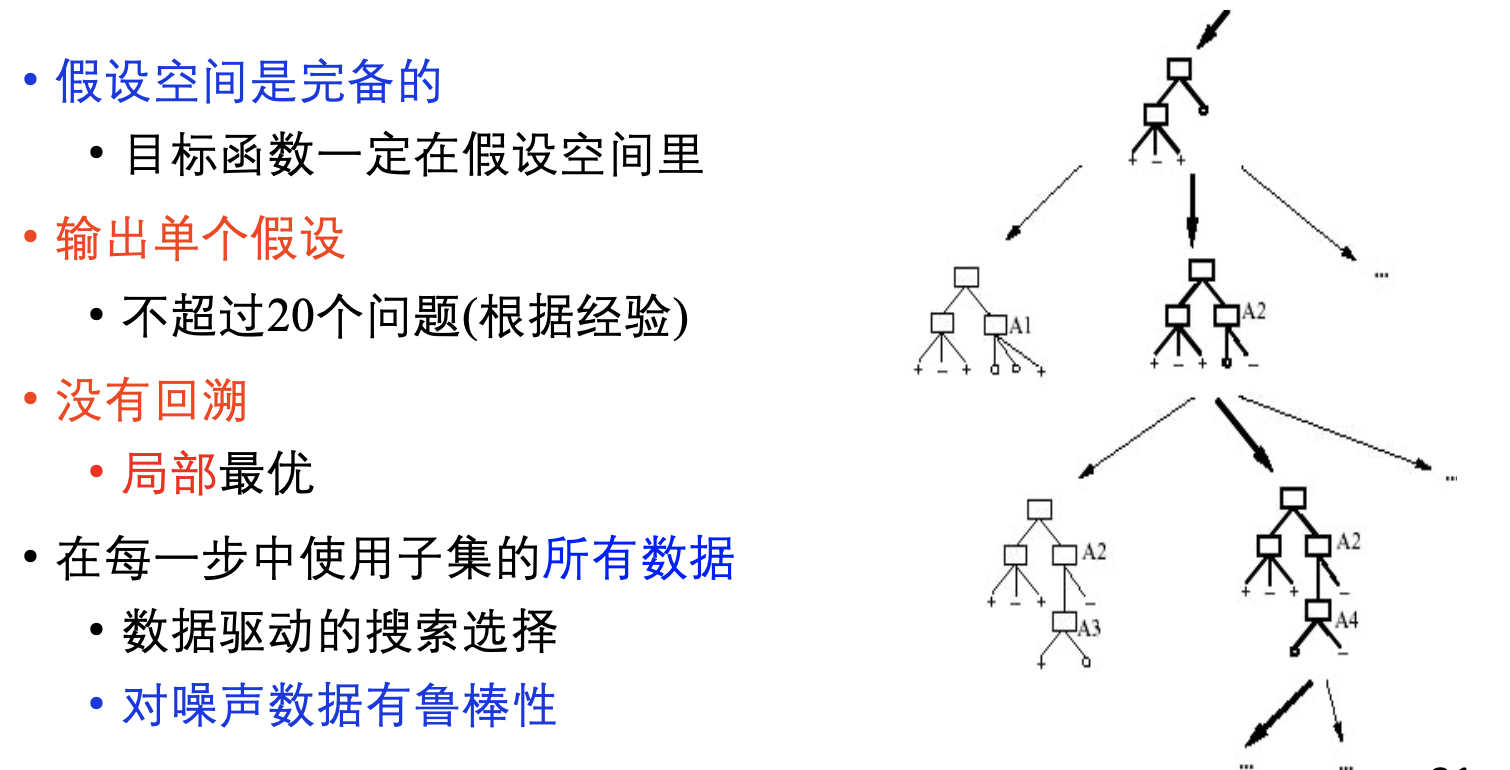 • 假设空间是完备的
• 目标函数一定在假设空间里
• 输出单个假设
• 不超过20个问题(根据经验)
• 没有回溯
• 局部最优
• 在每一步中使用子集的所有数据
• 数据驱动的搜索选择
• 对噪声数据有鲁棒性
+ − +
...
A1
+ − + +
A2
+ − + −
...
A2
+ − + −
A3
+
A2
+ − + −
A4
−
... ...